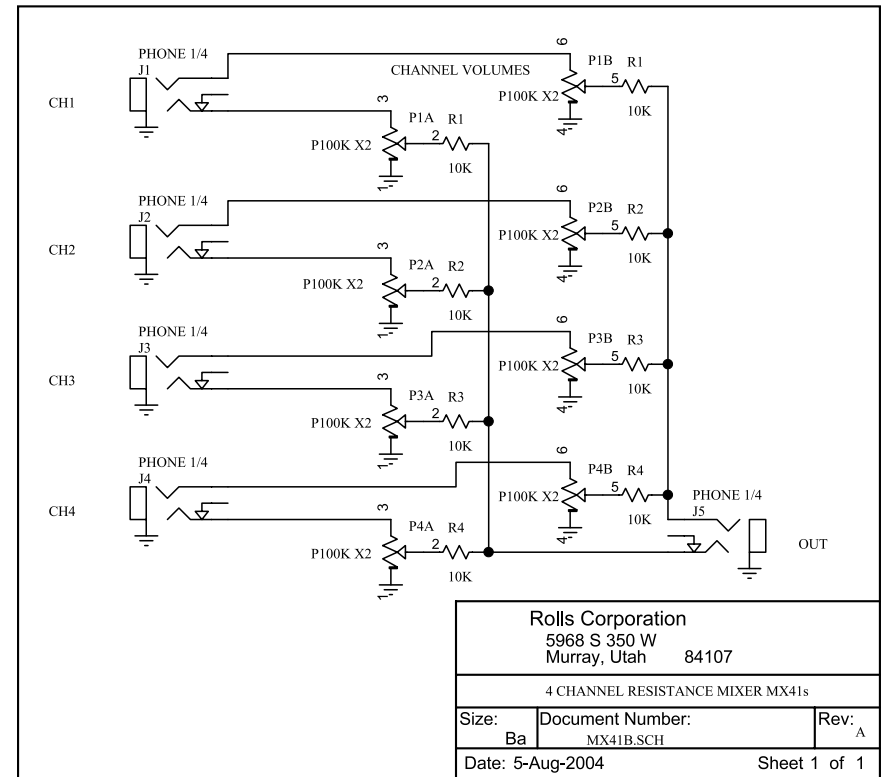 PHONE 1/4
J1
CH1
CHANNEL VOLUMES
6
P1B R1
5
P100K X2
10K
4
3
P1A R1
2
P100K X2
10K
1
PHONE 1/4
J2
CH2
6
P2B R2
5
P100K X2
10K
4
3
P2A R2
2
P100K X2
10K
1
PHONE 1/4
J3
CH3
6
P3B R3
5
P100K X2
10K
4
3
P3A R3
2
P100K X2
10K
1
PHONE 1/4
J4
CH4
6
P4B R4
5
P100K X2
10K
4
3
P4A R4
2
P100K X2
10K
1
PHONE 1/4
J5
OUT
Rolls Corporation
5968 S 350 W
Murray, Utah 84107
4 CHANNEL RESISTANCE MIXER MX41s
Size: Document Number: Rev:
Ba MX41B.SCH A
Date: 5-Aug-2004 Sheet 1 of 1